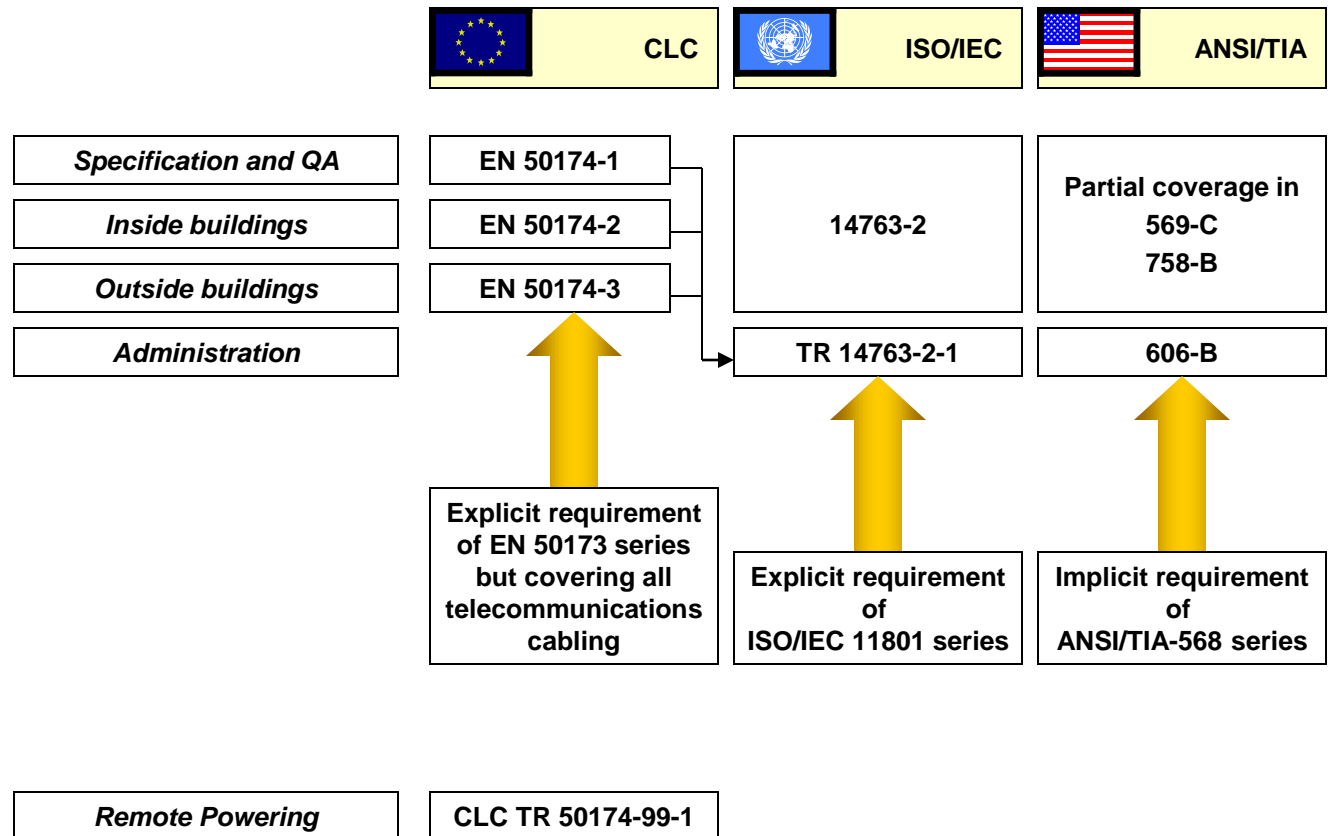 CLC
ISO/IEC
ANSI/TIA
Specification and QA
EN 50174-1
Inside buildings
EN 50174-2
Outside buildings
EN 50174-3
14763-2
Partial coverage in
569-C
758-B
Administration
TR 14763-2-1
606-B
Explicit requirement
of EN 50173 series
but covering all
telecommunications
cabling
Explicit requirement
of
ISO/IEC 11801 series
Implicit requirement
of
ANSI/TIA-568 series
Remote Powering
CLC TR 50174-99-1